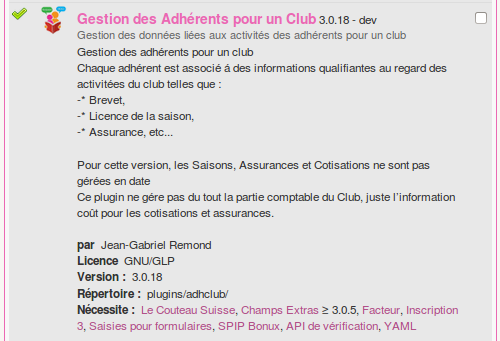 Gestion des Adhérents pour un Club 3.0.18 - dev
Gestion des données liées aux activités des adhérents pour un club
Gestion des adhérents pour un club
Chaque adhérent est associé á des informations qualifiantes au regard des
activitées du club telles que :
-* Brevet,
-* Licence de la saison,
-* Assurance, etc...
Pour cette version, les Saisons, Assurances et Cotisations ne sont pas
gérées en date
Ce plugin ne gére pas du tout la partie comptable du Club, juste l'information
coût pour les cotisations et assurances.
par Jean-Gabriel Remond
Licence GNU/GLP
Version : 3.0.18
Répertoire : plugins/adhclub/
Nécessite : Le Couteau Suisse, Champs Extras ≥ 3.0.5, Facteur, Inscription
3, Saisies pour formulaires, SPIP Bonux, API de vérification, YAML